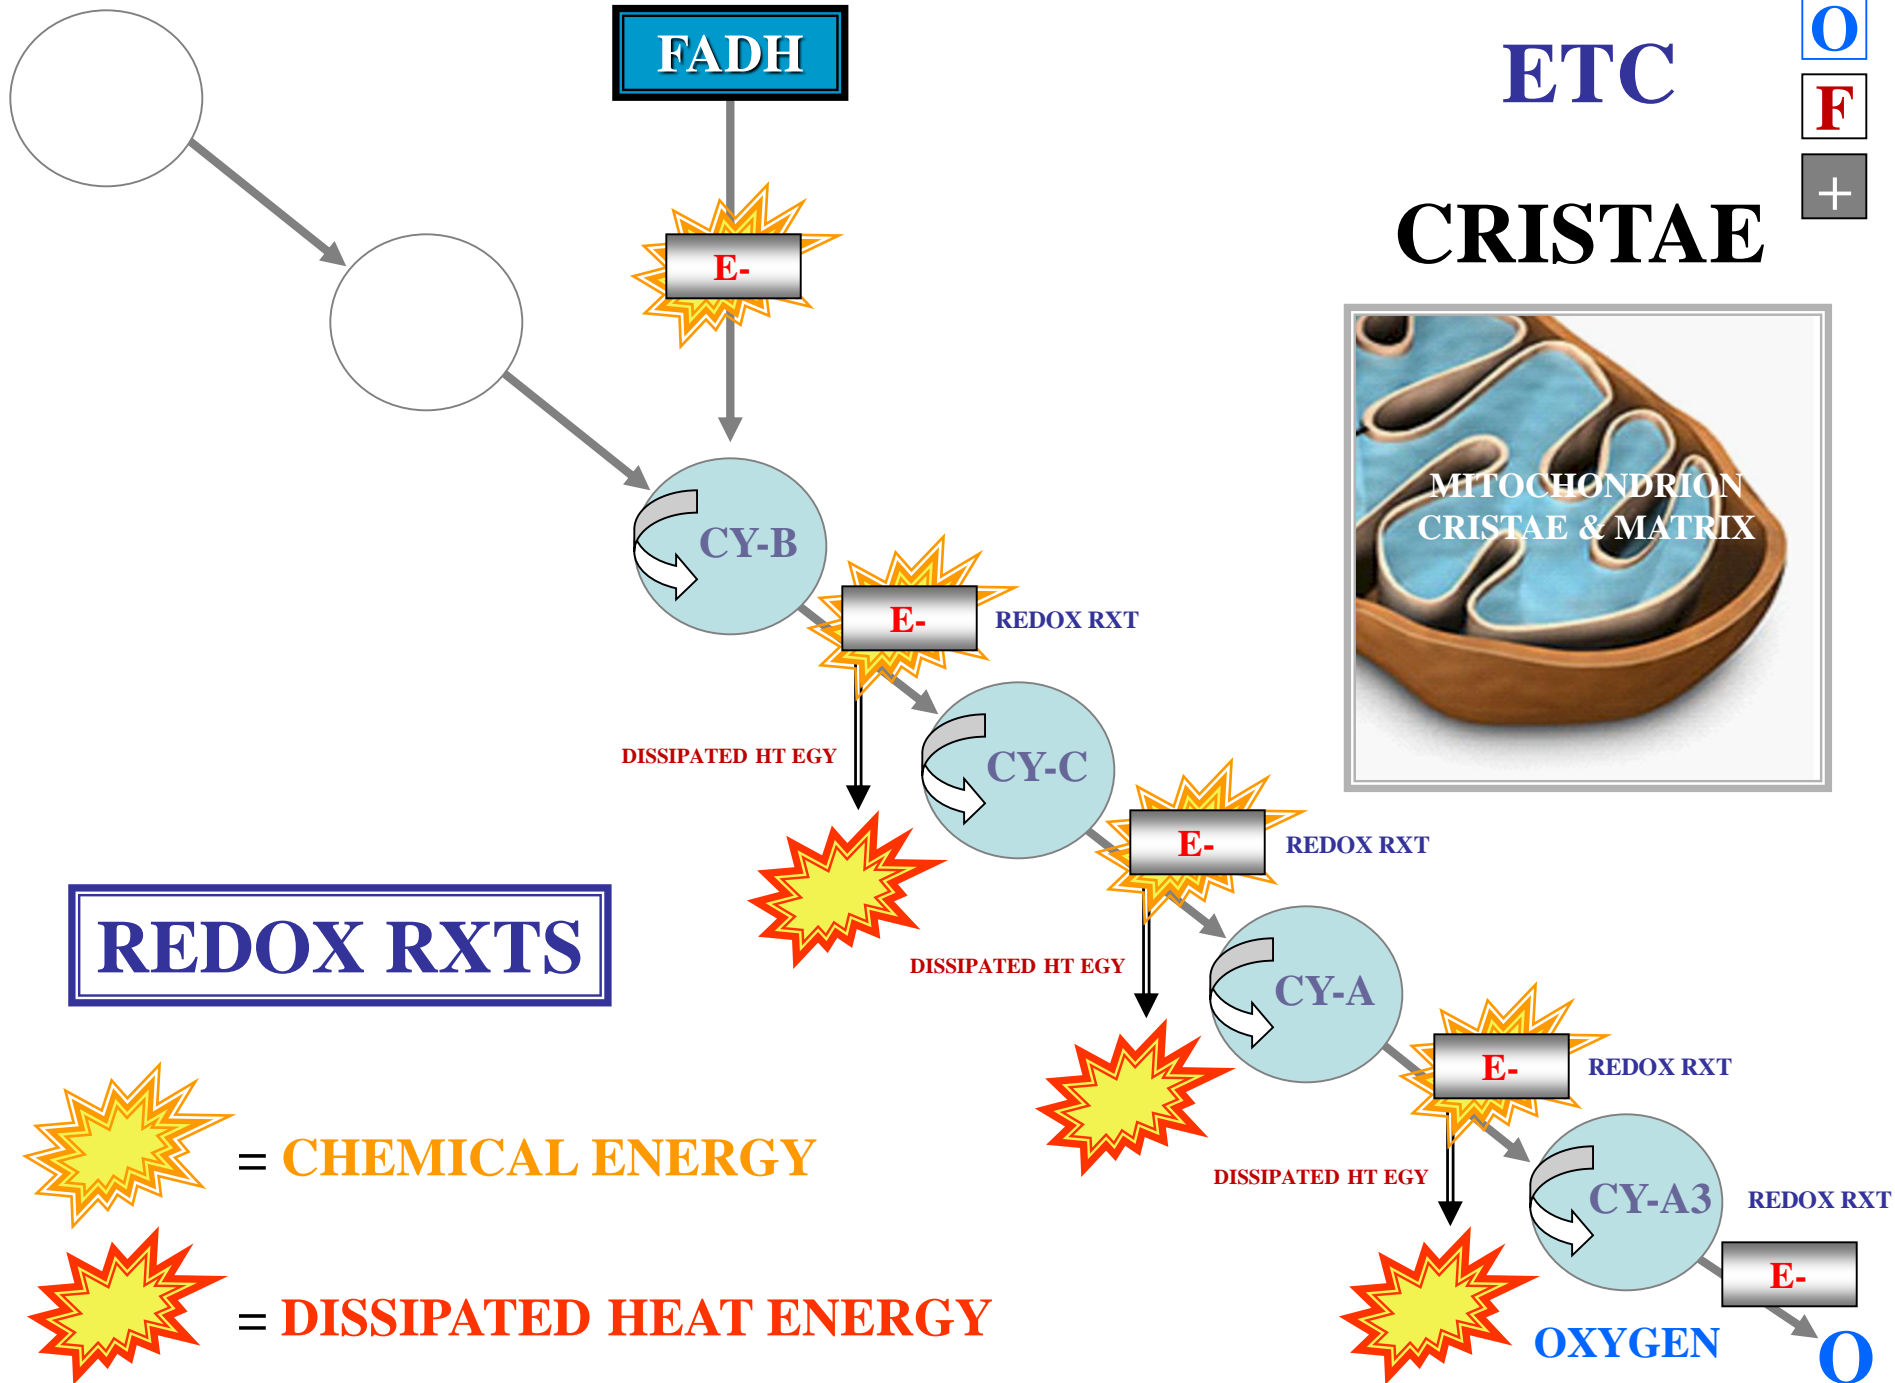 FADH
ETC
O
F
+
CRISTAE
E-
MITOCHONDRION
CRISTAE & MATRIX
CY-B
E-
REDOX RXT
DISSIPATED HT EGY
CY-C
E-
REDOX RXT
REDOX RXTS
DISSIPATED HT EGY
CY-A
E-
REDOX RXT
= CHEMICAL ENERGY
DISSIPATED HT EGY
CY-A3
REDOX RXT
E-
= DISSIPATED HEAT ENERGY
OXYGEN
O